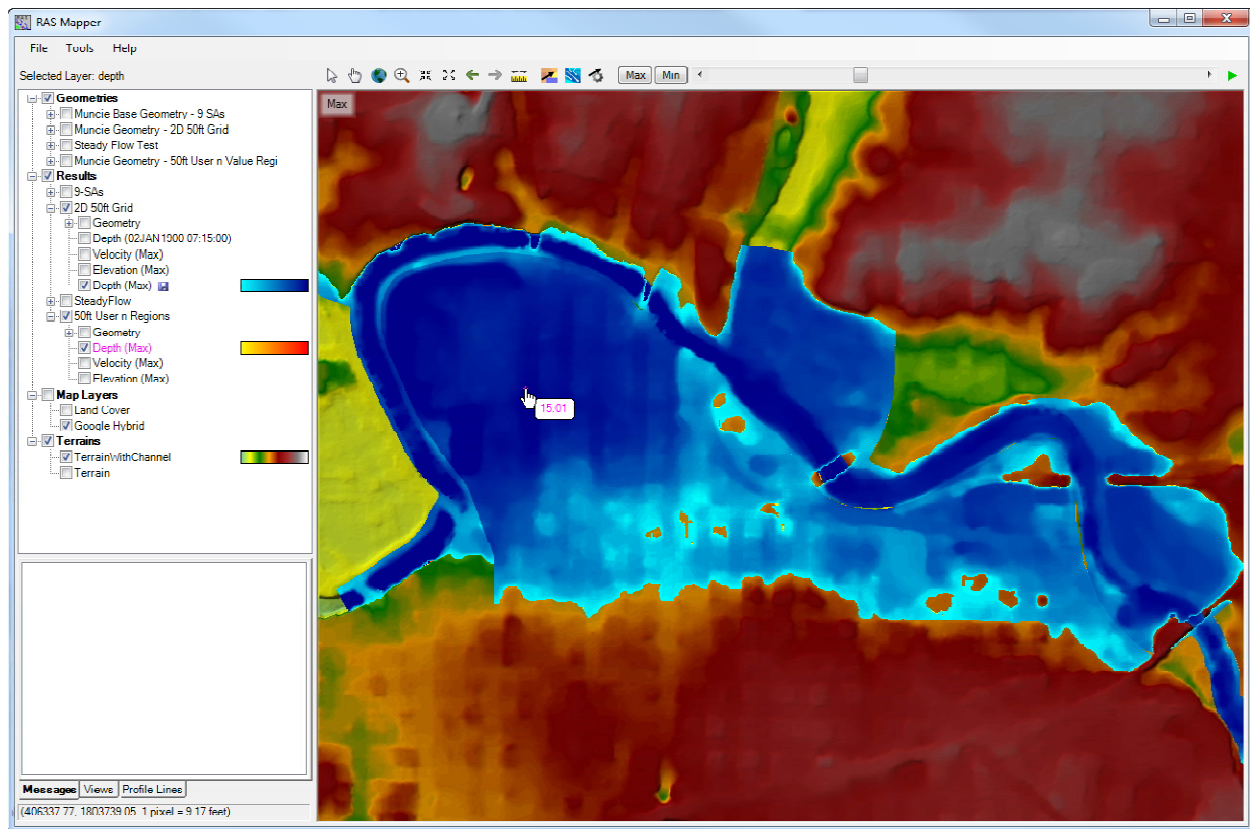 RAS Mapper
File Tools Help
Selected Layer: depth
Max Min
Geometries
Muncie Base Geometry - 9 SAs
Muncie Geometry - 2D 50ft Grid
Steady Flow Test
Muncie Geometry - 50ft User n Value Regi
Results
9-SAs
2D 50ft Grid
Geometry
Depth (02JAN1900 07:15:00)
Velocity (Max)
Elevation (Max)
Depth (Max)
SteadyFlow
50ft User n Regions
Geometry
Depth (Max)
Velocity (Max)
Elevation (Max)
Map Layers
Land Cover
Google Hybrid
Terrains
TerrainWithChannel
Terrain
Max
15.01
Messages Views Profile Lines
(406337.77, 1803739.05 1 pixel = 9.17 feet)